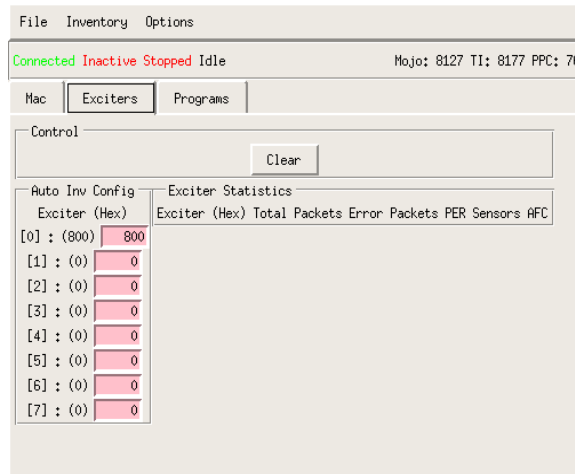 File Inventory Options
Connected Inactive Stopped Idle Mojo: 8127 TI: 8177 PPC:
Mac Exciters Programs
Control
Clear
Auto Inv Config
Exciter (Hex)
[0] : (800) 800
[1] : (0) 0
[2] : (0) 0
[3] : (0) 0
[4] : (0) 0
[5] : (0) 0
[6] : (0) 0
[7] : (0) 0
Exciter Statistics
Exciter (Hex) Total Packets Error Packets PER Sensors AFC